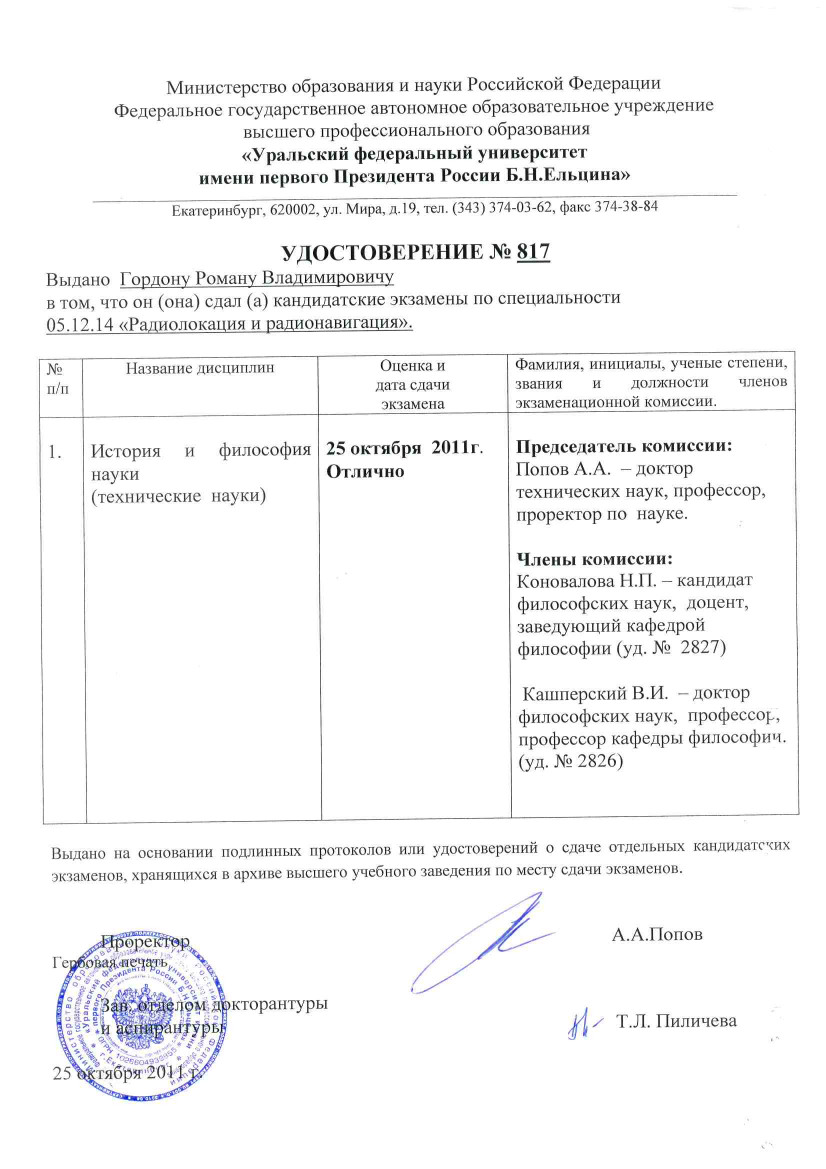 Министерство образования и науки Российской Федерации
Федеральное государственное автономное образовательное учреждение
высшего профессионального образования
«Уральский федеральный университет
имени первого Президента России Б.Н.Ельцина»
Екатеринбург, 620002, ул. Мира, д.19, тел. (343) 374-03-62, факс 374-38-84
УДОСТОВЕРЕНИЕ № 817
Выдано Гордону Роману Владимировичу
в том, что он (она) сдал (а) кандидатские экзамены по специальности
05.12.14 «Радиолокация и радионавигация».
№
п/п
Название дисциплин
Оценка и
дата сдачи
экзамена
Фамилия, инициалы, ученые степени,
звания и должности членов
экзаменационной комиссии.
1.
История и философия
науки
(технические науки)
25 октября 2011г.
Отлично
Председатель комиссии:
Попов А.А. – доктор
технических наук, профессор,
проректор по науке.
Члены комиссии:
Коновалова Н.П. – кандидат
философских наук, доцент,
заведующий кафедрой
философии (уд. № 2827)
Кашперский В.И. – доктор
философских наук, профессор,
профессор кафедры философии.
(уд. № 2826)
Выдано на основании подлинных протоколов или удостоверений о сдаче отдельных кандидатских
экзаменов, хранящихся в архиве высшего учебного заведения по месту сдачи экзаменов.
Проректор А.А.Попов
Гербовая печать
Зав. отделом докторантуры
и аспирантуры Т.Л. Пиличева
25 октября 2011 г.